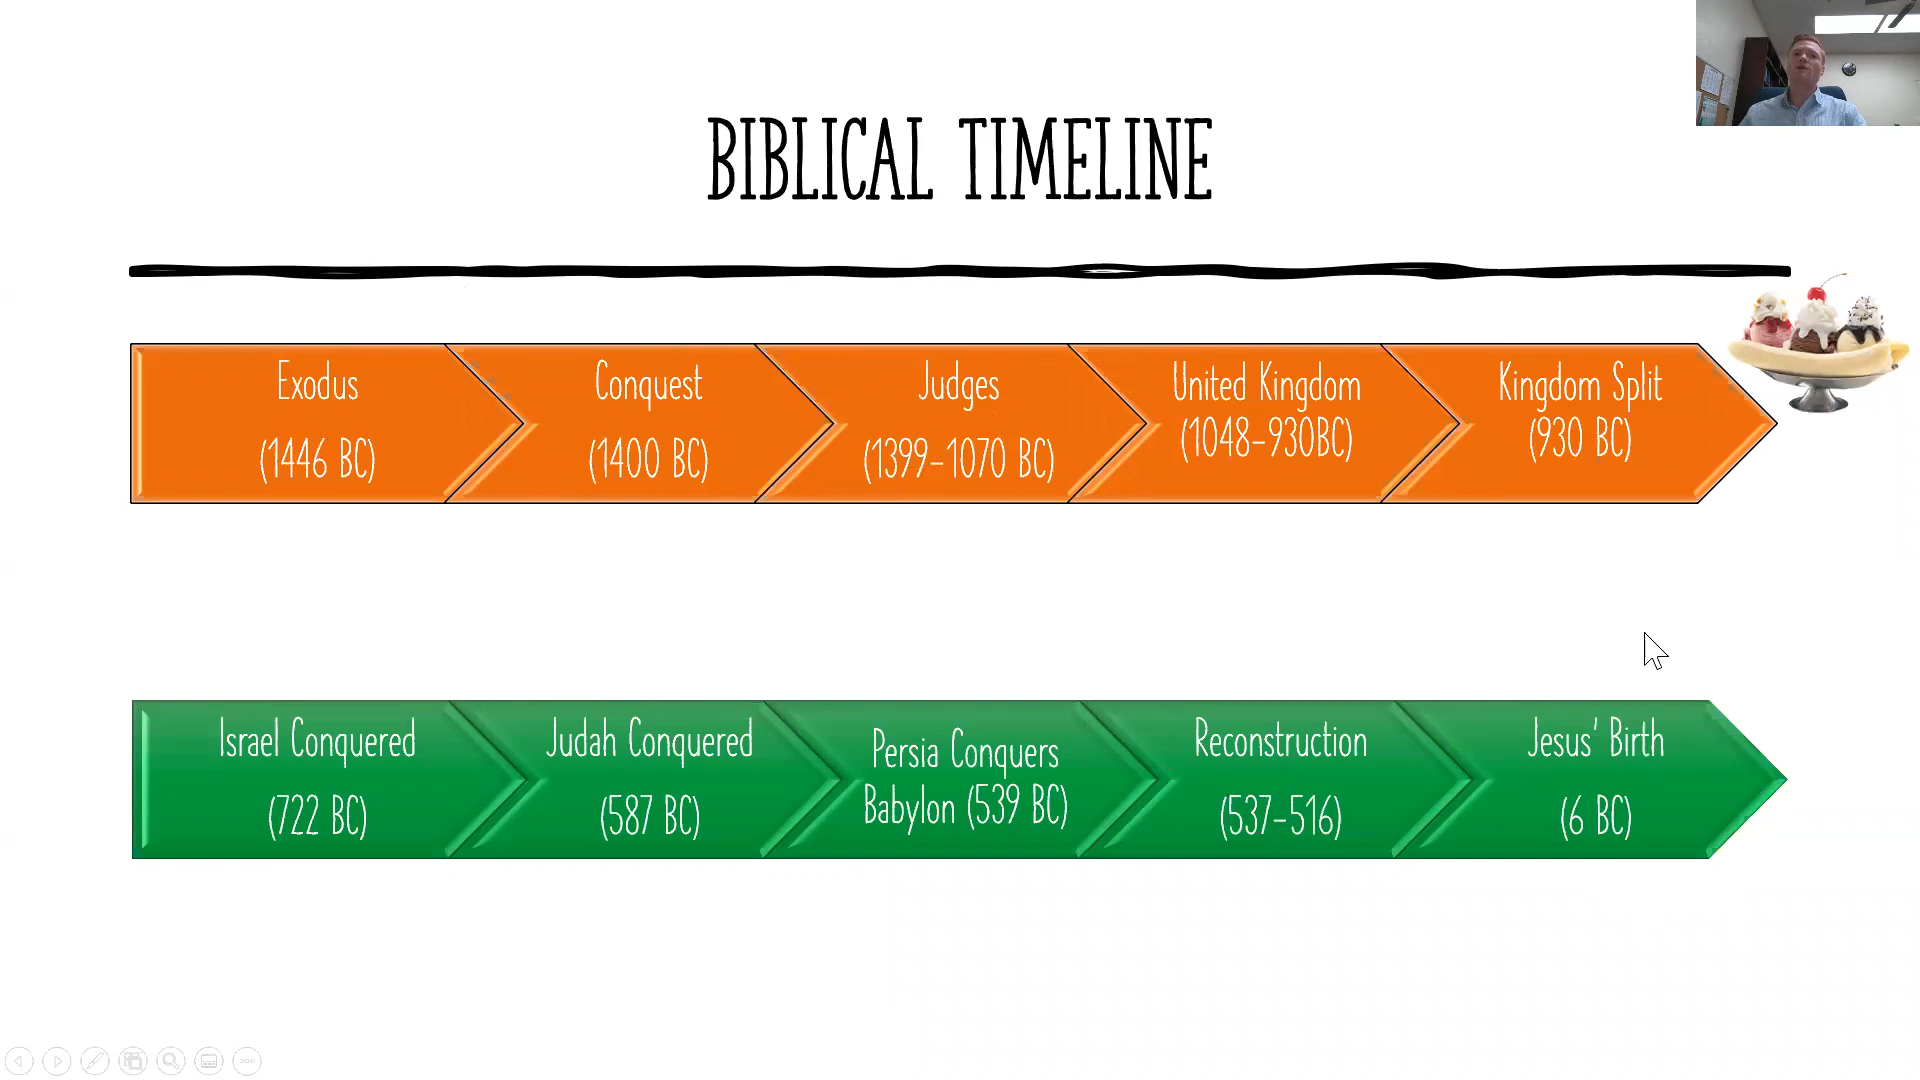 BIBLICAL TIMELINE
Exodus
(1446 BC)
Conquest
(1400 BC)
Judges
(1399-1070 BC)
United Kingdom
(1048-930BC)
Kingdom Split
(930 BC)
Israel Conquered
(722 BC)
Judah Conquered
(587 BC)
Persia Conquers
Babylon (539 BC)
Reconstruction
(537-516)
Jesus' Birth
(6 BC)